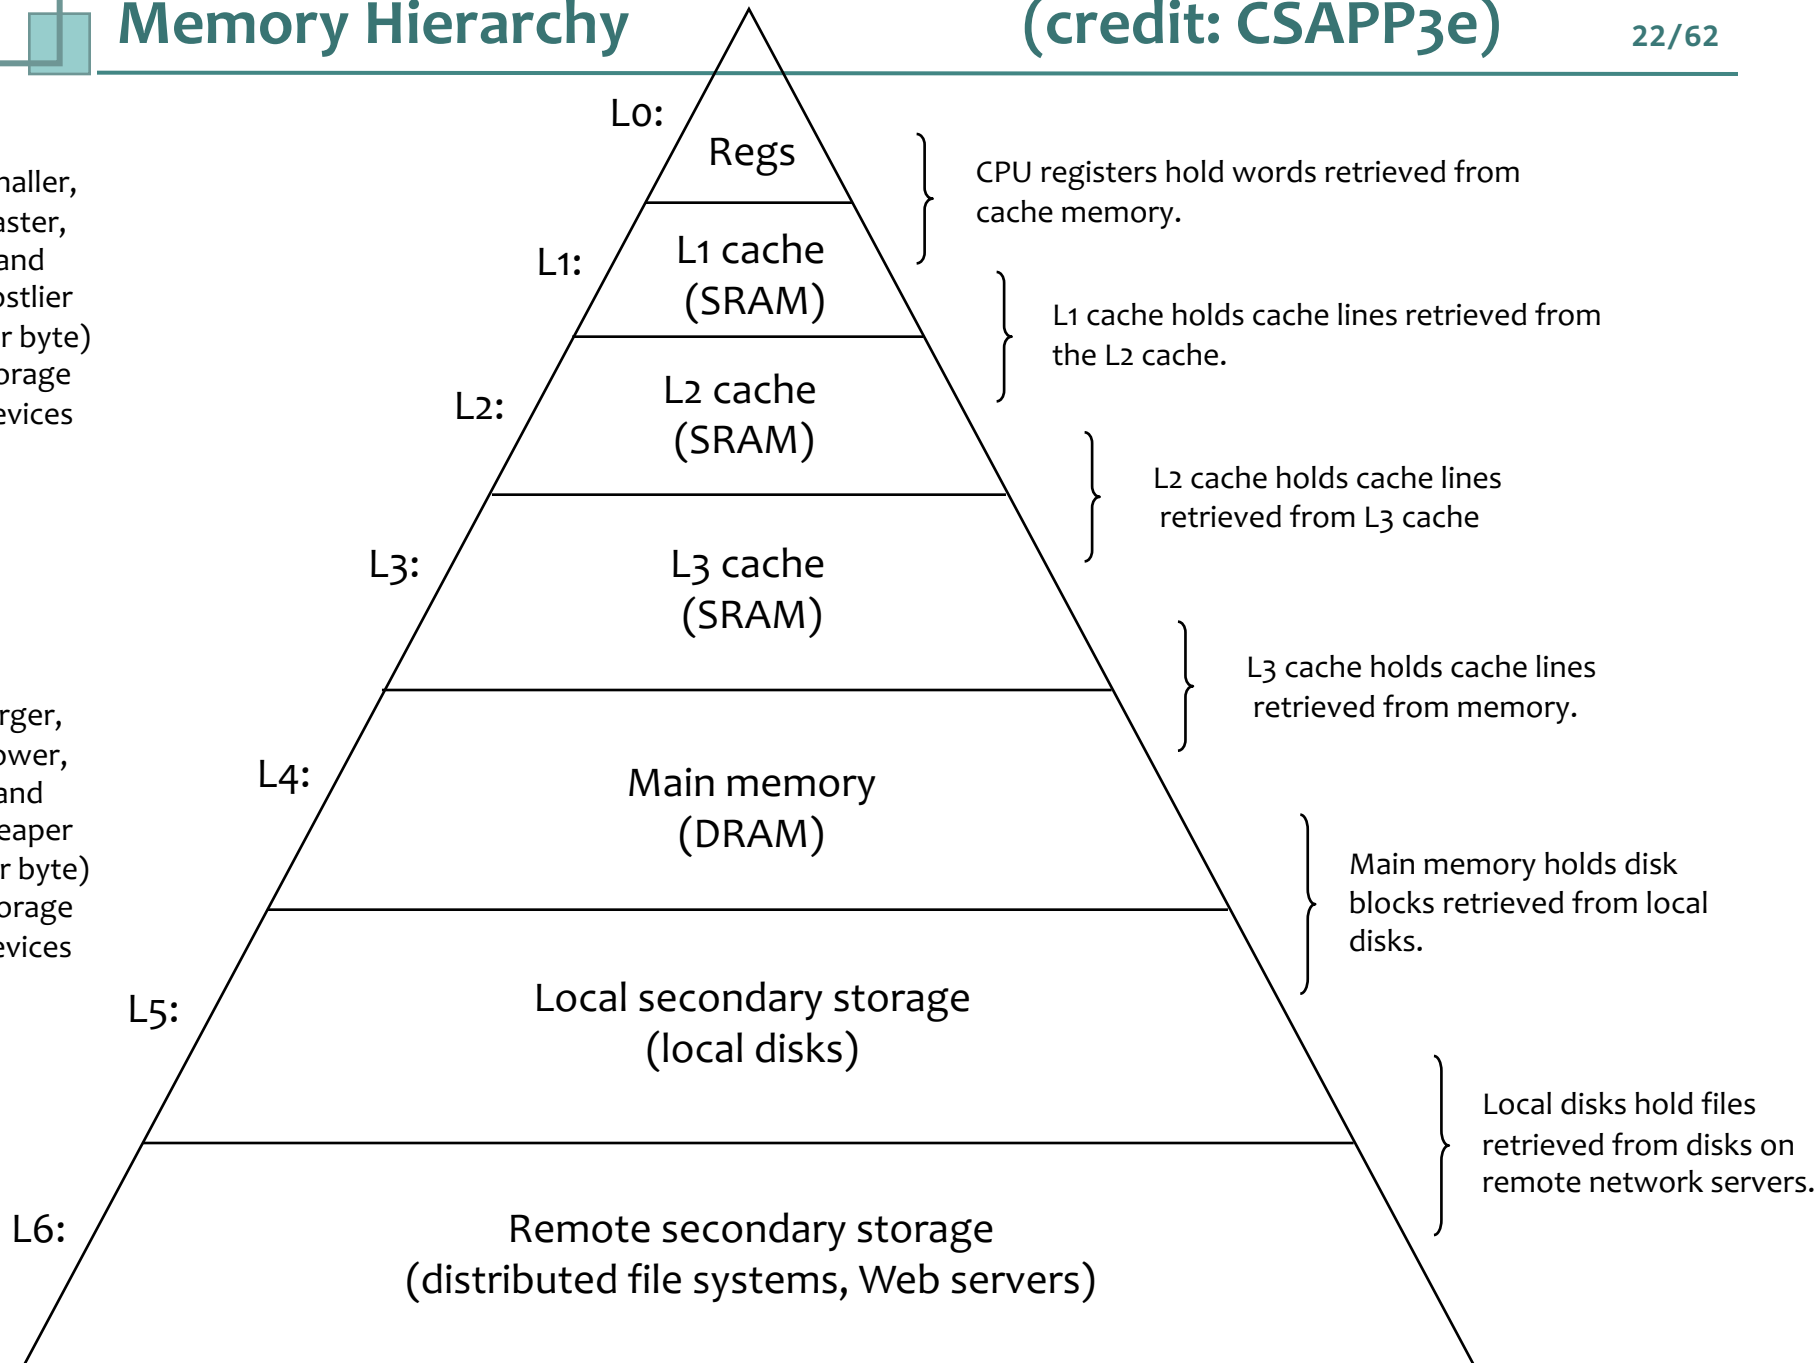 Memory Hierarchy (credit: CSAPP3e) 22/62
L0:
Regs
CPU registers hold words retrieved from
cache memory.
L1:
L1 cache
(SRAM)
L1 cache holds cache lines retrieved from
the L2 cache.
L2:
L2 cache
(SRAM)
L2 cache holds cache lines
retrieved from L3 cache
L3:
L3 cache
(SRAM)
L3 cache holds cache lines
retrieved from memory.
L4:
Main memory
(DRAM)
Main memory holds disk
blocks retrieved from local
disks.
L5:
Local secondary storage
(local disks)
Local disks hold files
retrieved from disks on
remote network servers.
L6:
Remote secondary storage
(distributed file systems, Web servers)
and
byte)
and
byte)